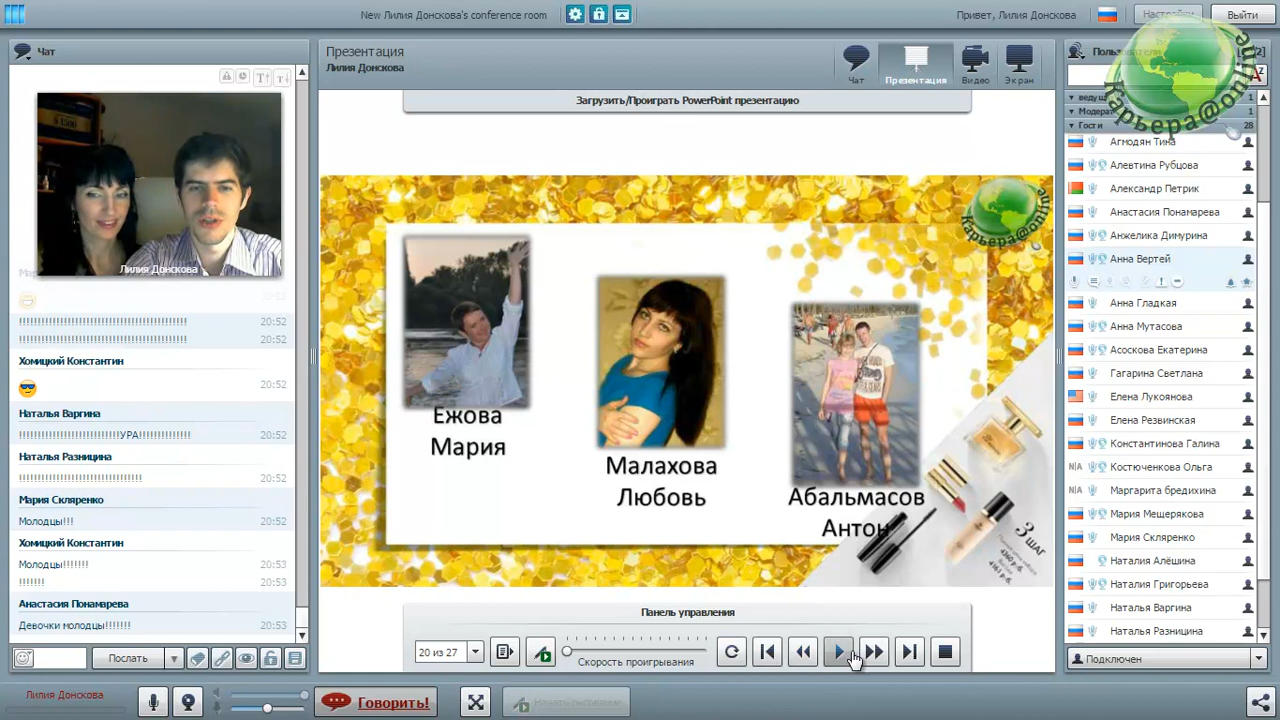 New Лилия Донскова's conference room
Привет, Лилия Донскова
Настройки
Выйти
Чат
Лилия Донскова
!!!!!!!!!!!!!!!!!!!!!!!!!!!!!!!!!!!!!!!!!!! 20:52
!!!!!!!!!!!!!!!!!!!!!!!!!!!!!!!!!!!!!!!!!!! 20:52
Хомицкий Константин
20:52
Наталья Варгина
!!!!!!!!!!!!!!!!!!!!!!!!!!УРА!!!!!!!!!!!!!! 20:52
Наталья Разницина
!!!!!!!!!!!!!!!!!!!!!!!!!!!!!!! 20:52
Мария Скляренко
Молодцы!!! 20:52
Хомицкий Константин
Молодцы!!!!!!! 20:53
!!!!!!! 20:53
Анастасия Понамарева
Девочки молодцы!!!!!!! 20:53
Послать
Презентация
Лилия Донскова
Чат
Презентация
Видео
Экран
Загрузить/Проиграть PowerPoint презентацию
Карьера@online
Ежова
Мария
Малахова
Любовь
Абальмасов
Антон
3 ШАГ
Панель управления
20 из 27
Скорость проигрывания
Карьера@online
1
1
Гости 28
Агмодян Тина
Алевтина Рубцова
Александр Петрик
Анастасия Понамарева
Анжелика Димурина
Анна Вертей
Анна Гладкая
Анна Мутасова
Асоскова Екатерина
Гагарина Светлана
Елена Лукоянова
Елена Резвинская
Константинова Галина
N/A Костюченкова Ольга
N/A Маргарита бредихина
Мария Мещерякова
Мария Скляренко
Наталия Алёшина
Наталия Григорьева
Наталья Варгина
Наталья Разницина
Подключен
Лилия Донскова
Говорить!